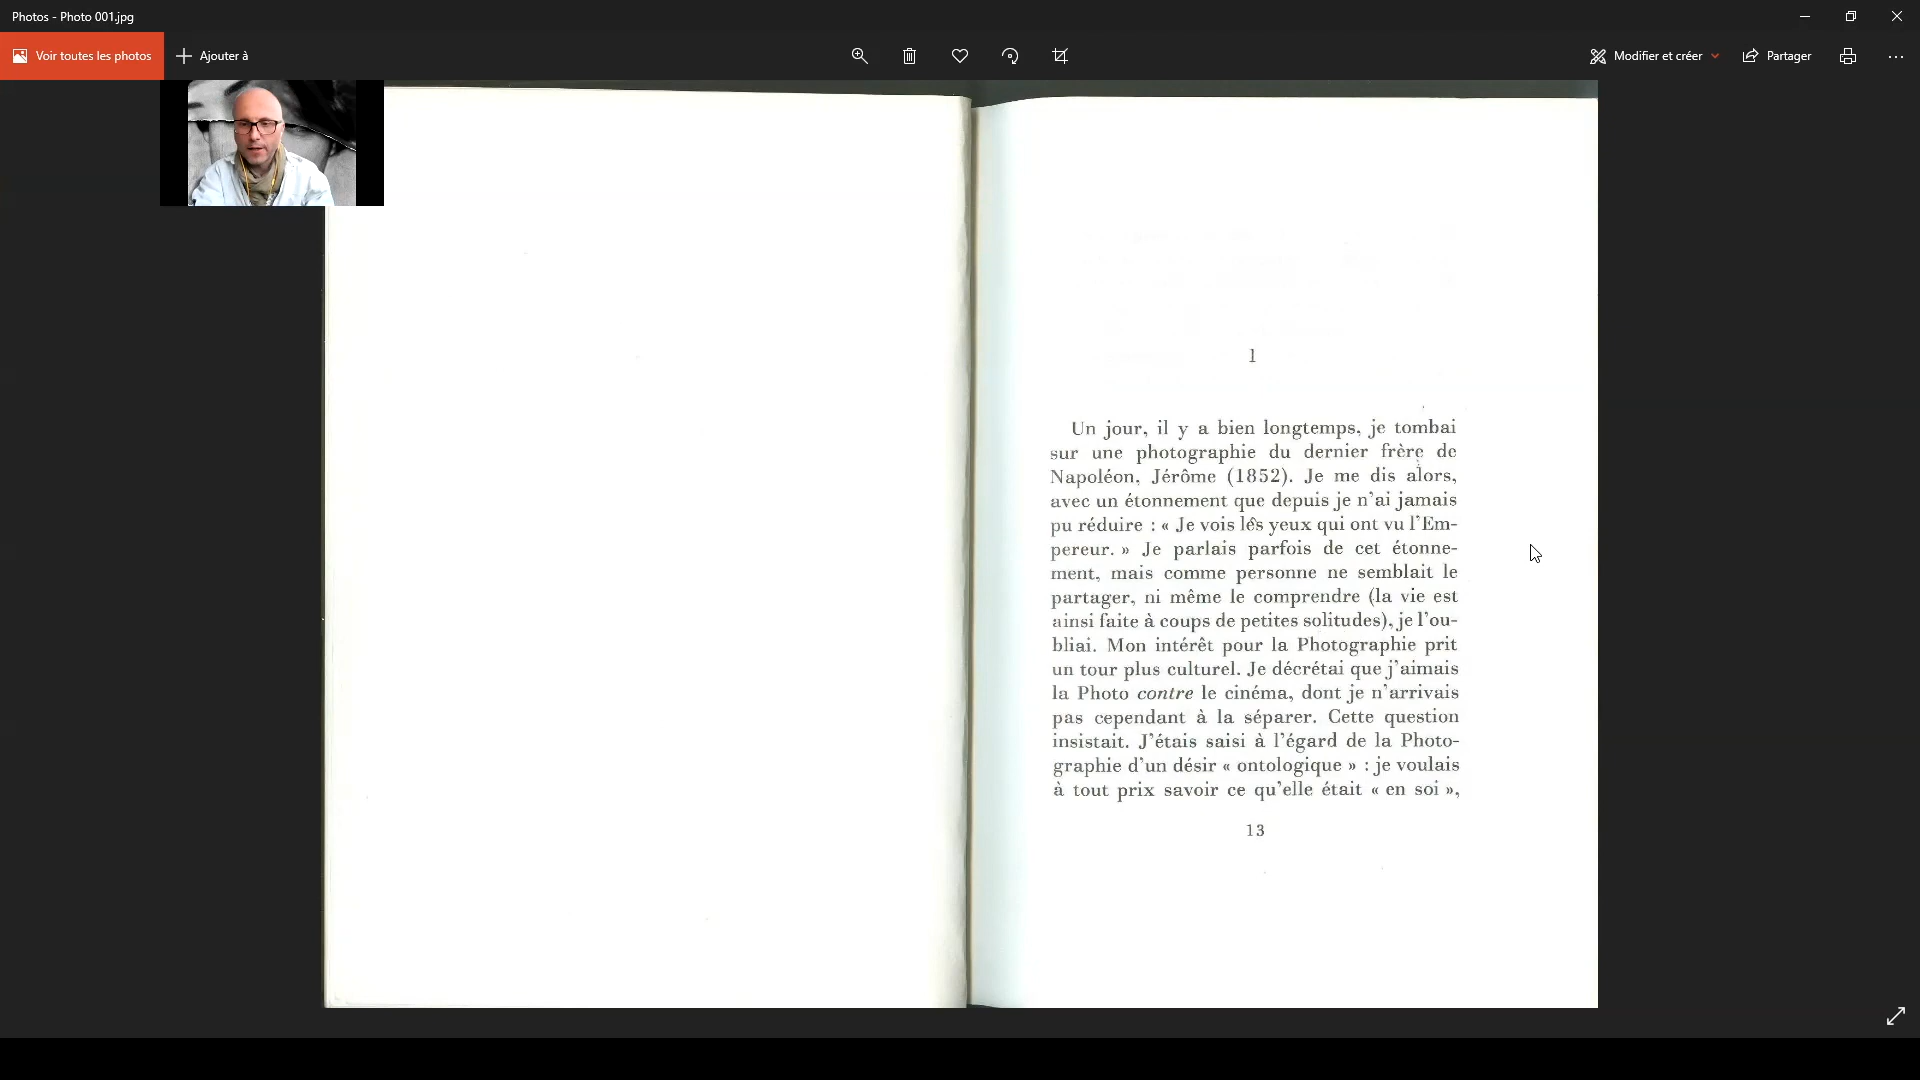 Photos - Photo 001.jpg
Voir toutes les photos
Ajouter à
Modifier et créer
Partager
1
Un jour, il y a bien longtemps, je tombai
sur une photographie du dernier frère de
Napoléon, Jérôme (1852). Je me dis alors,
avec un étonnement que depuis je n'ai jamais
pu réduire : « Je vois les yeux qui ont vu l'Em-
pereur. » Je parlais parfois de cet étonne-
ment, mais comme personne ne semblait le
partager, ni même le comprendre (la vie est
ainsi faite à coups de petites solitudes), je l'ou-
bliai. Mon intérêt pour la Photographie prit
un tour plus culturel. Je décrétai que j'aimais
la Photo contre le cinéma, dont je n'arrivais
pas cependant à la séparer. Cette question
insistait. J'étais saisi à l'égard de la Photo-
graphie d'un désir « ontologique » : je voulais
à tout prix savoir ce qu'elle était « en soi »,
13